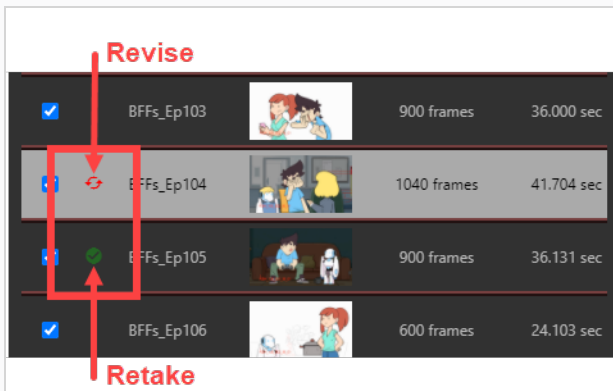 Revise
BFFs_Ep103 900 frames 36.000 sec
BFFs_Ep104 1040 frames 41.704 sec
BFFs_Ep105 900 frames 36.131 sec
BFFs_Ep106 600 frames 24.103 sec
Retake